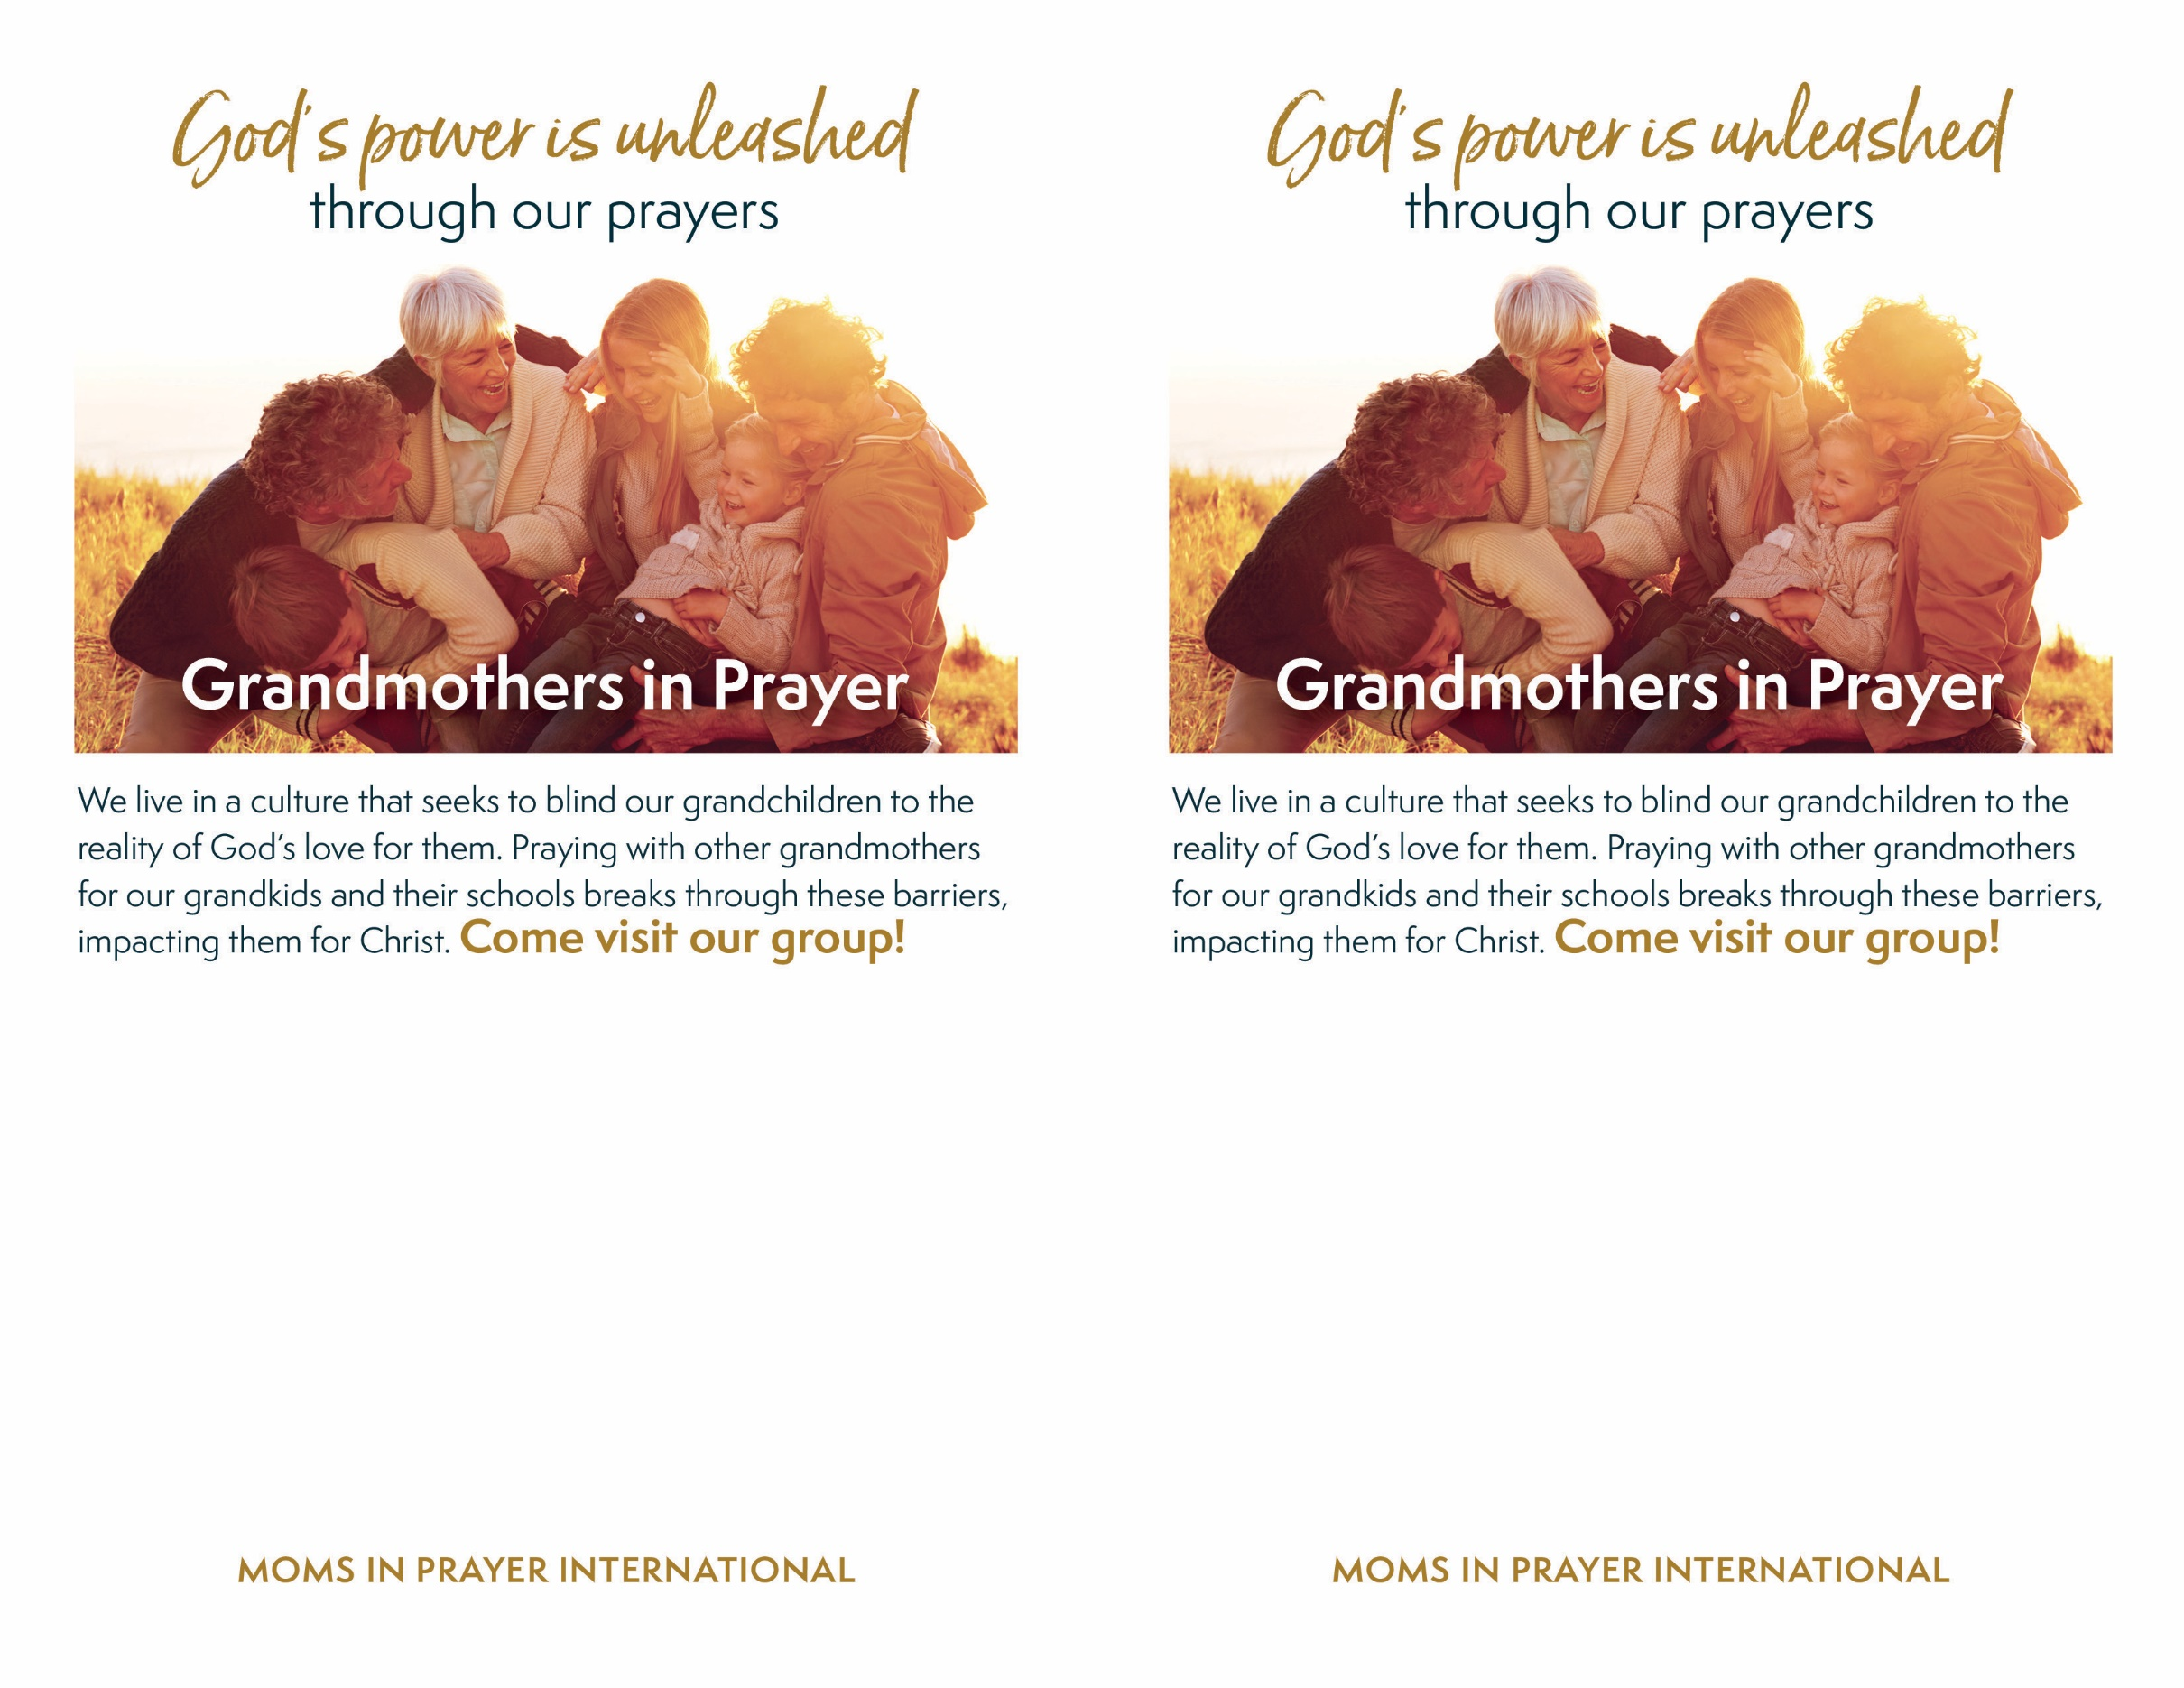 God's power is unleashed
through our prayers
Grandmothers in Prayer
We live in a culture that seeks to blind our grandchildren to the
reality of God's love for them. Praying with other grandmothers
for our grandkids and their schools breaks through these barriers,
impacting them for Christ. Come visit our group!
MOMS IN PRAYER INTERNATIONAL
God's power is unleashed
through our prayers
Grandmothers in Prayer
We live in a culture that seeks to blind our grandchildren to the
reality of God's love for them. Praying with other grandmothers
for our grandkids and their schools breaks through these barriers,
impacting them for Christ. Come visit our group!
MOMS IN PRAYER INTERNATIONAL